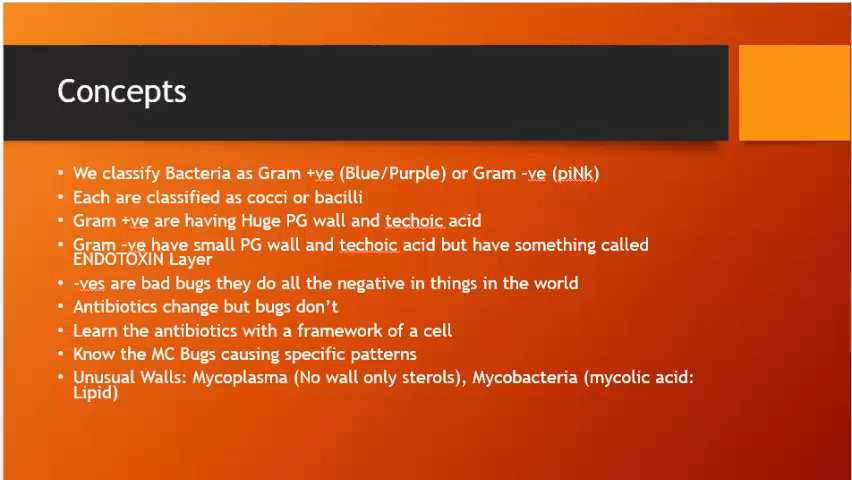 Concepts
• We classify Bacteria as Gram +ve (Blue/Purple) or Gram –ve (piNk)
• Each are classified as cocci or bacilli
• Gram +ve are having Huge PG wall and techoic acid
• Gram –ve have small PG wall and techoic acid but have something called
ENDOTOXIN Layer
• -ves are bad bugs they do all the negative in things in the world
• Antibiotics change but bugs don’t
• Learn the antibiotics with a framework of a cell
• Know the MC Bugs causing specific patterns
• Unusual Walls: Mycoplasma (No wall only sterols), Mycobacteria (mycolic acid:
Lipid)